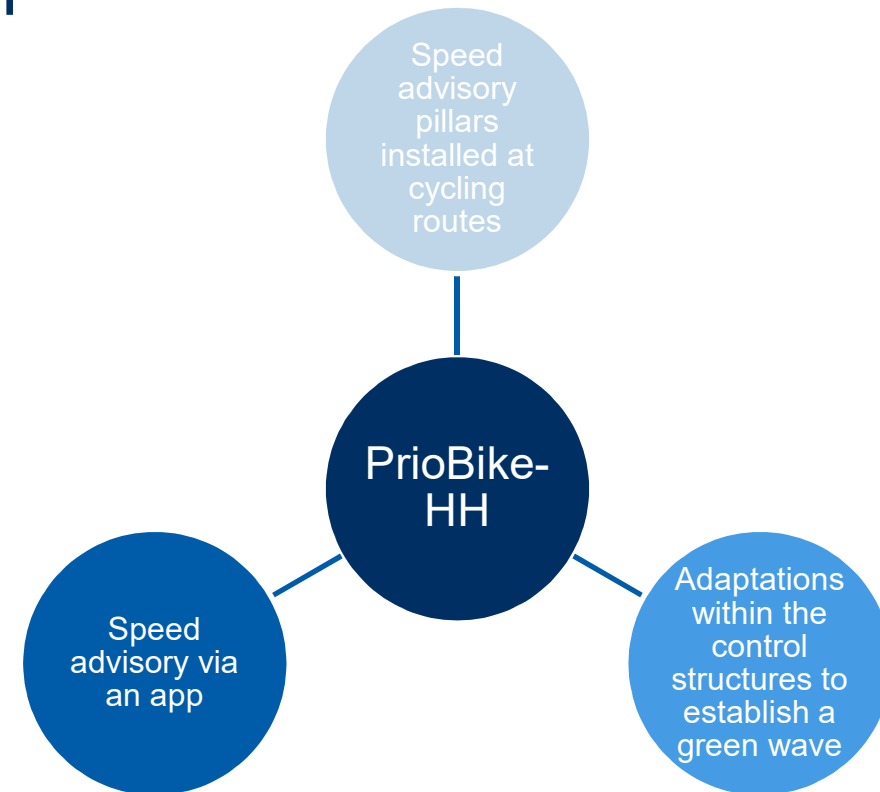 Speed
advisory
pillars
installed at
cycling
routes
PrioBike-
HH
Speed
advisory via
an app
Adaptations
within the
control
structures to
establish a
green wave